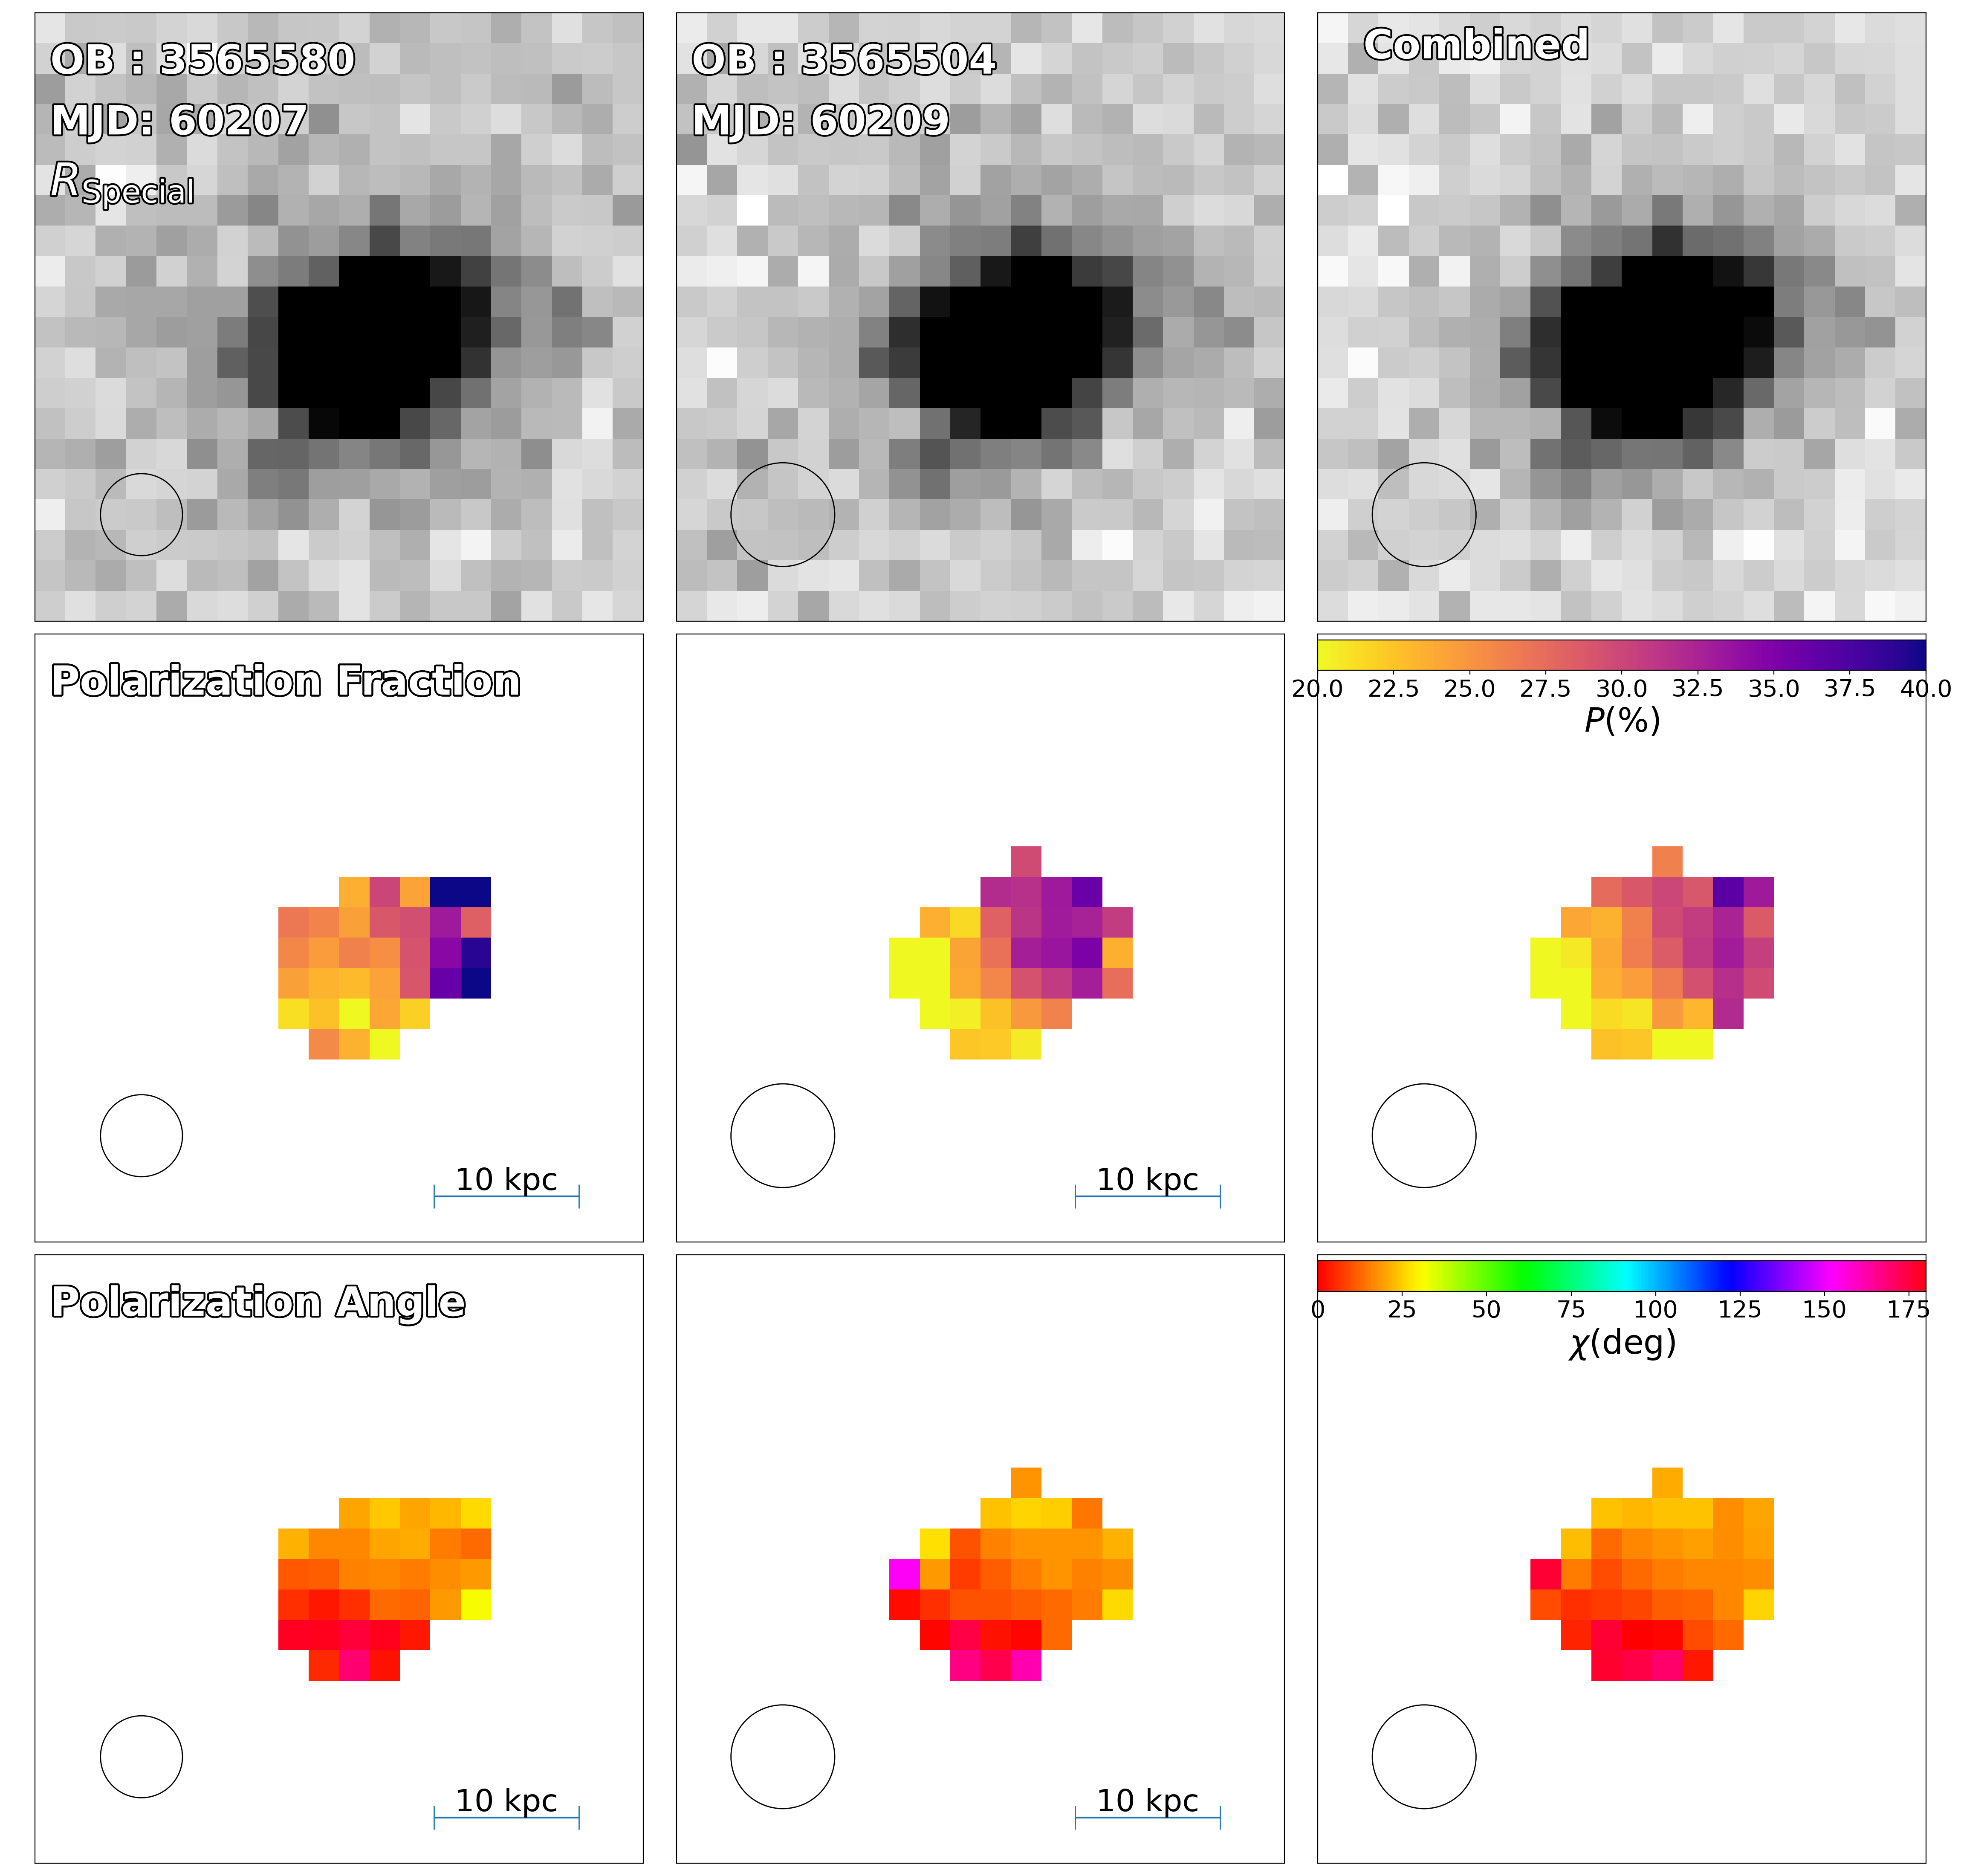 OB : 3565580
MJD: 60207
R_Special
OB : 3565504
MJD: 60209
Combined
Polarization Fraction
20.0 22.5 25.0 27.5 30.0 32.5 35.0 37.5 40.0
P(%)
10 kpc
10 kpc
Polarization Angle
0 25 50 75 100 125 150 175
χ(deg)
10 kpc
10 kpc